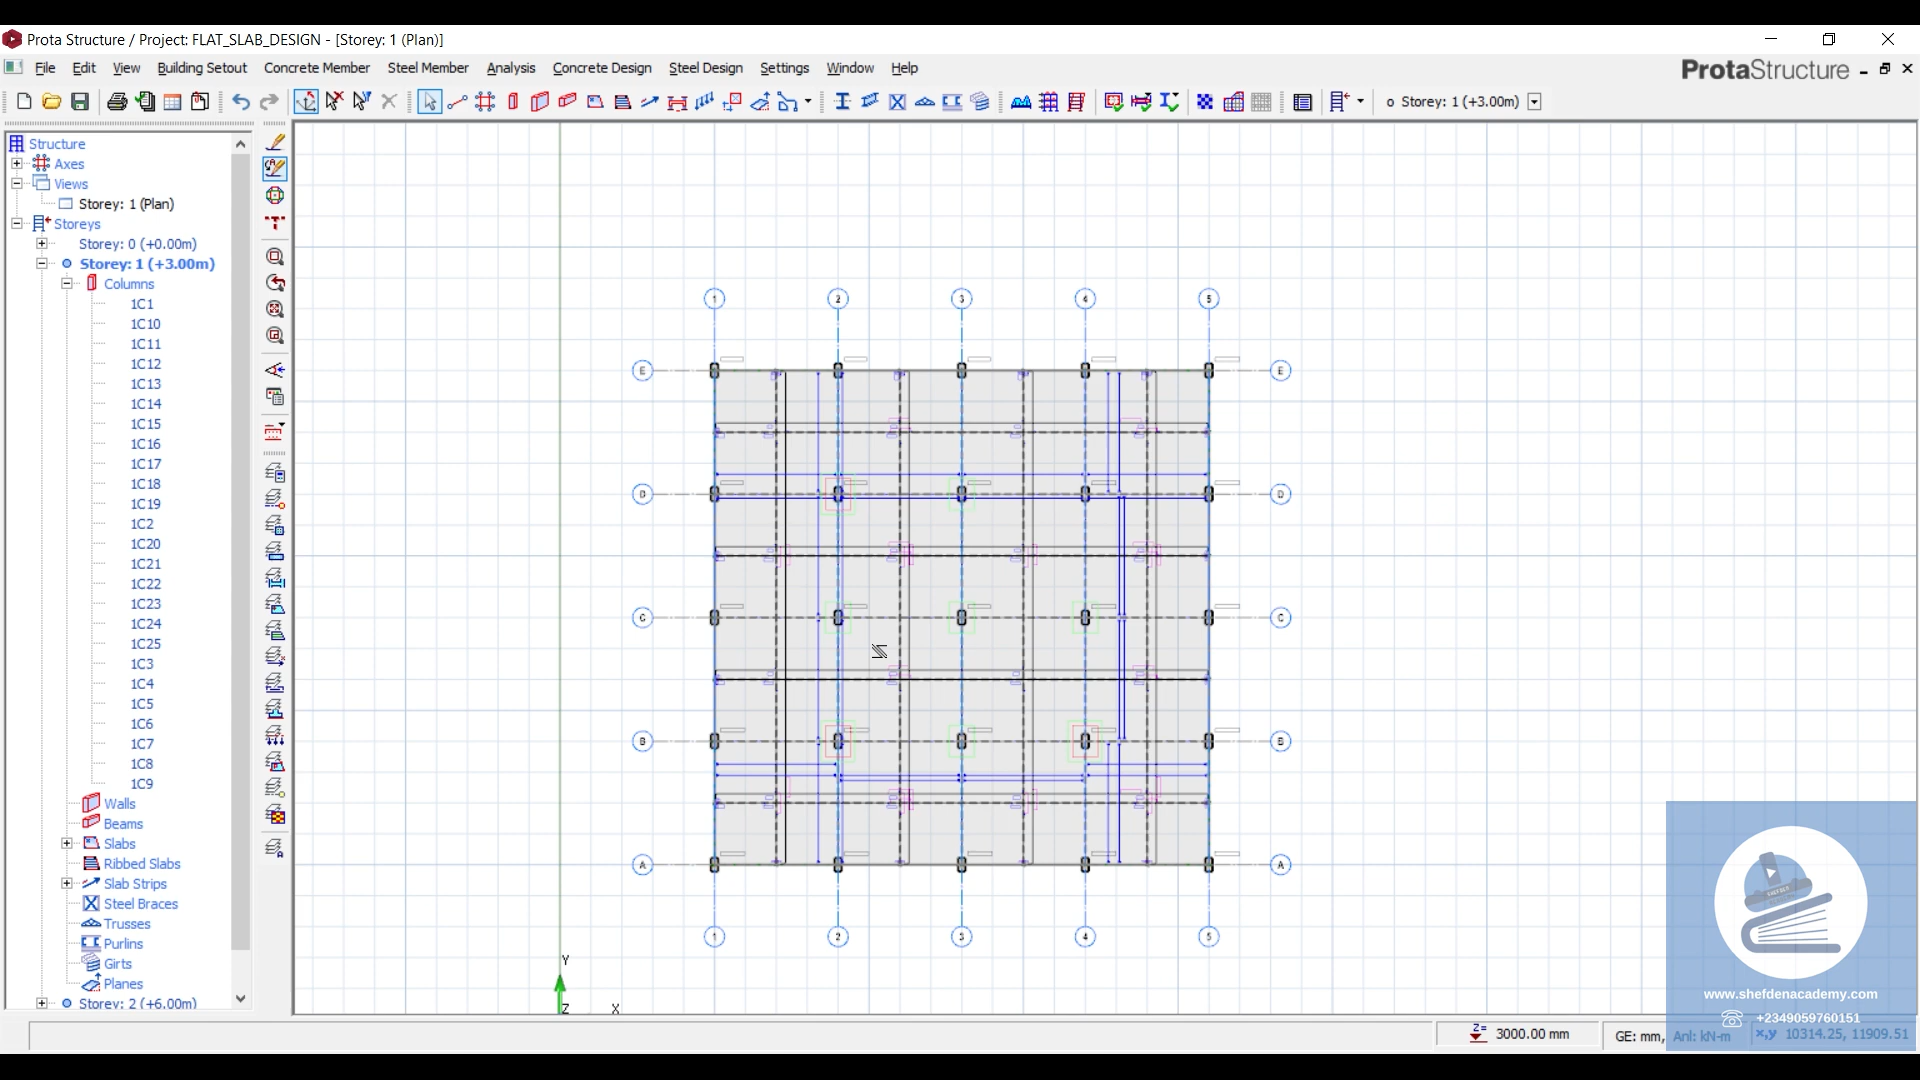 Prota Structure / Project: FLAT_SLAB_DESIGN - [Storey: 1 (Plan)]
File Edit View Building Setout Concrete Member Steel Member Analysis Concrete Design Steel Design Settings Window Help
ProtaStructure
o Storey: 1 (+3.00m)
Structure
Axes
Views
Storey: 1 (Plan)
Storeys
Storey: 0 (+0.00m)
Storey: 1 (+3.00m)
Columns
1C1
1C10
1C11
1C12
1C13
1C14
1C15
1C16
1C17
1C18
1C19
1C2
1C20
1C21
1C22
1C23
1C24
1C25
1C3
1C4
1C5
1C6
1C7
1C8
1C9
Walls
Beams
Slabs
Ribbed Slabs
Slab Strips
Steel Braces
Trusses
Purlins
Girts
Planes
Storey: 2 (+6.00m)
1 2 3 4 5
E E
D D
C C
B B
A A
1 2 3 4 5
Y
Z X
SHEFDEN
www.shefdenacademy.com
+2349059760151
Z= 3000.00 mm
GE: mm, Anl: kN-m
x,y 10314.25, 11909.51